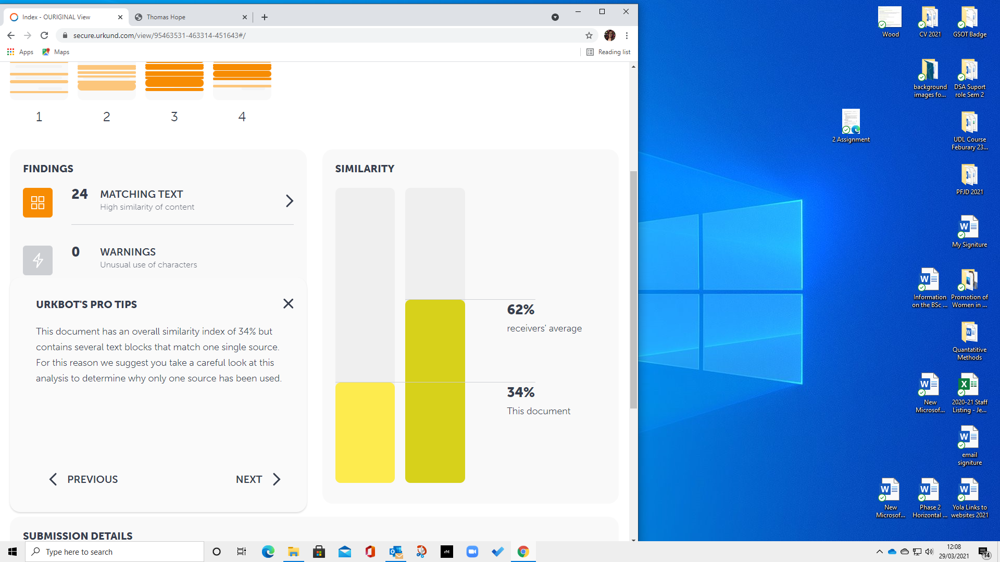 Index - OURIGINAL View
Thomas Hope
secure.urkund.com/view/95463531-463314-451643#/
Apps
Maps
Reading list
1
2
3
4
FINDINGS
24
MATCHING TEXT
High similarity of content
0
WARNINGS
Unusual use of characters
URKBOT'S PRO TIPS
This document has an overall similarity index of 34% but
contains several text blocks that match one single source.
For this reason we suggest you take a careful look at this
analysis to determine why only one source has been used.
PREVIOUS
NEXT
SIMILARITY
62%
receivers' average
34%
This document
SUBMISSION DETAILS
Wood
CV 2021
GSOT Badge
background
images fo...
DSA Suport
role Sem 2
2 Assignment
UDL Course
Feburary 23...
PFJD 2021
My Signiture
Information
on the BSc ...
Promotion of
Women in ...
Quantatitive
Methods
New
Microsof...
2020-21 Staff
Listing - Je...
email
signiture
New
Microsof...
Phase 2
Horizontal ...
Yola Links to
websites 2021
Type here to search
rM
12:08
29/03/2021
14